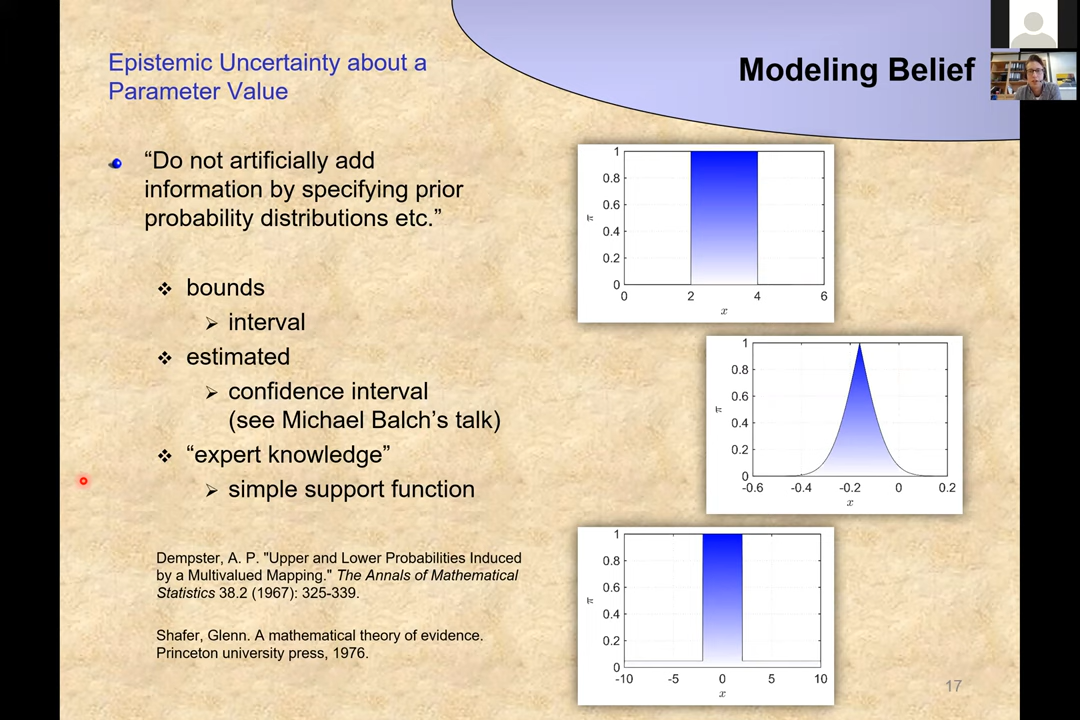 Epistemic Uncertainty about a
Parameter Value
Modeling Belief
“Do not artificially add
information by specifying prior
probability distributions etc.”
bounds
interval
estimated
confidence interval
(see Michael Balch’s talk)
“expert knowledge”
simple support function
Dempster, A. P. "Upper and Lower Probabilities Induced
by a Multivalued Mapping." The Annals of Mathematical
Statistics 38.2 (1967): 325-339.
Shafer, Glenn. A mathematical theory of evidence.
Princeton university press, 1976.
1
0.8
0.6
π
0.4
0.2
0
0 2 4 6
x
1
0.8
0.6
π
0.4
0.2
0
-0.6 -0.4 -0.2 0 0.2
x
1
0.8
0.6
π
0.4
0.2
0
-10 -5 0 5 10
x
17